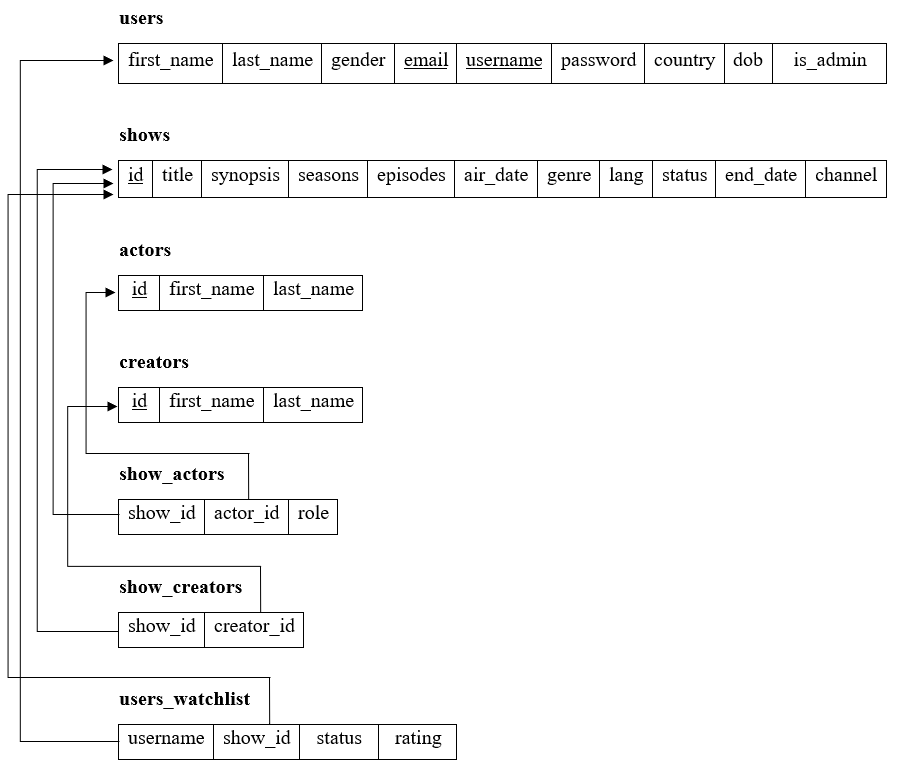 users
first_name last_name gender email username password country dob is_admin
shows
id title synopsis seasons episodes air_date genre lang status end_date channel
actors
id first_name last_name
creators
id first_name last_name
show_actors
show_id actor_id role
show_creators
show_id creator_id
users_watchlist
username show_id status rating